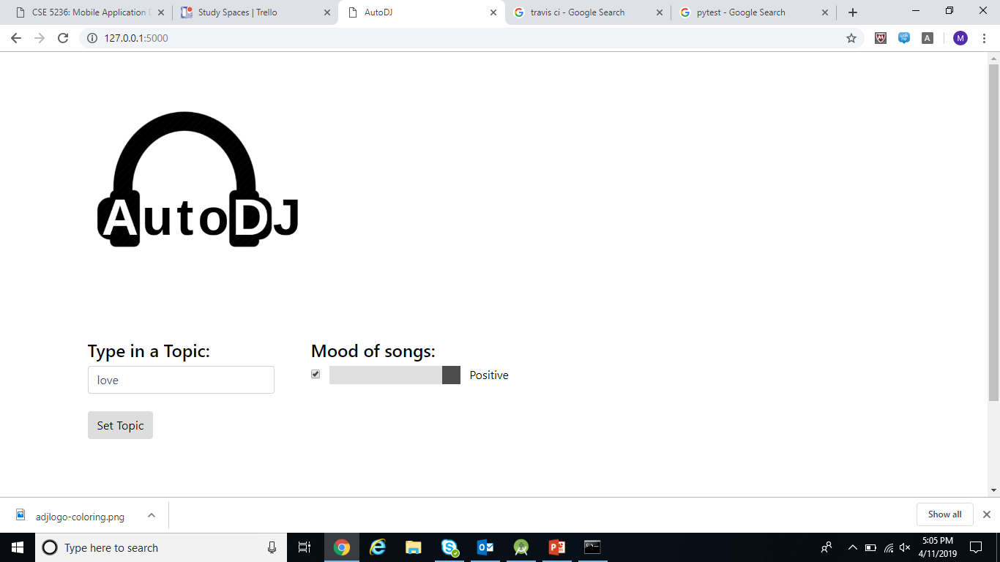 CSE 5236: Mobile Application
Study Spaces | Trello
AutoDJ
travis ci - Google Search
pytest - Google Search
127.0.0.1:5000
A
M
AutoDJ
Type in a Topic:
Mood of songs:
love
Positive
Set Topic
adjlogo-coloring.png
Show all
Type here to search
5:05 PM
4/11/2019